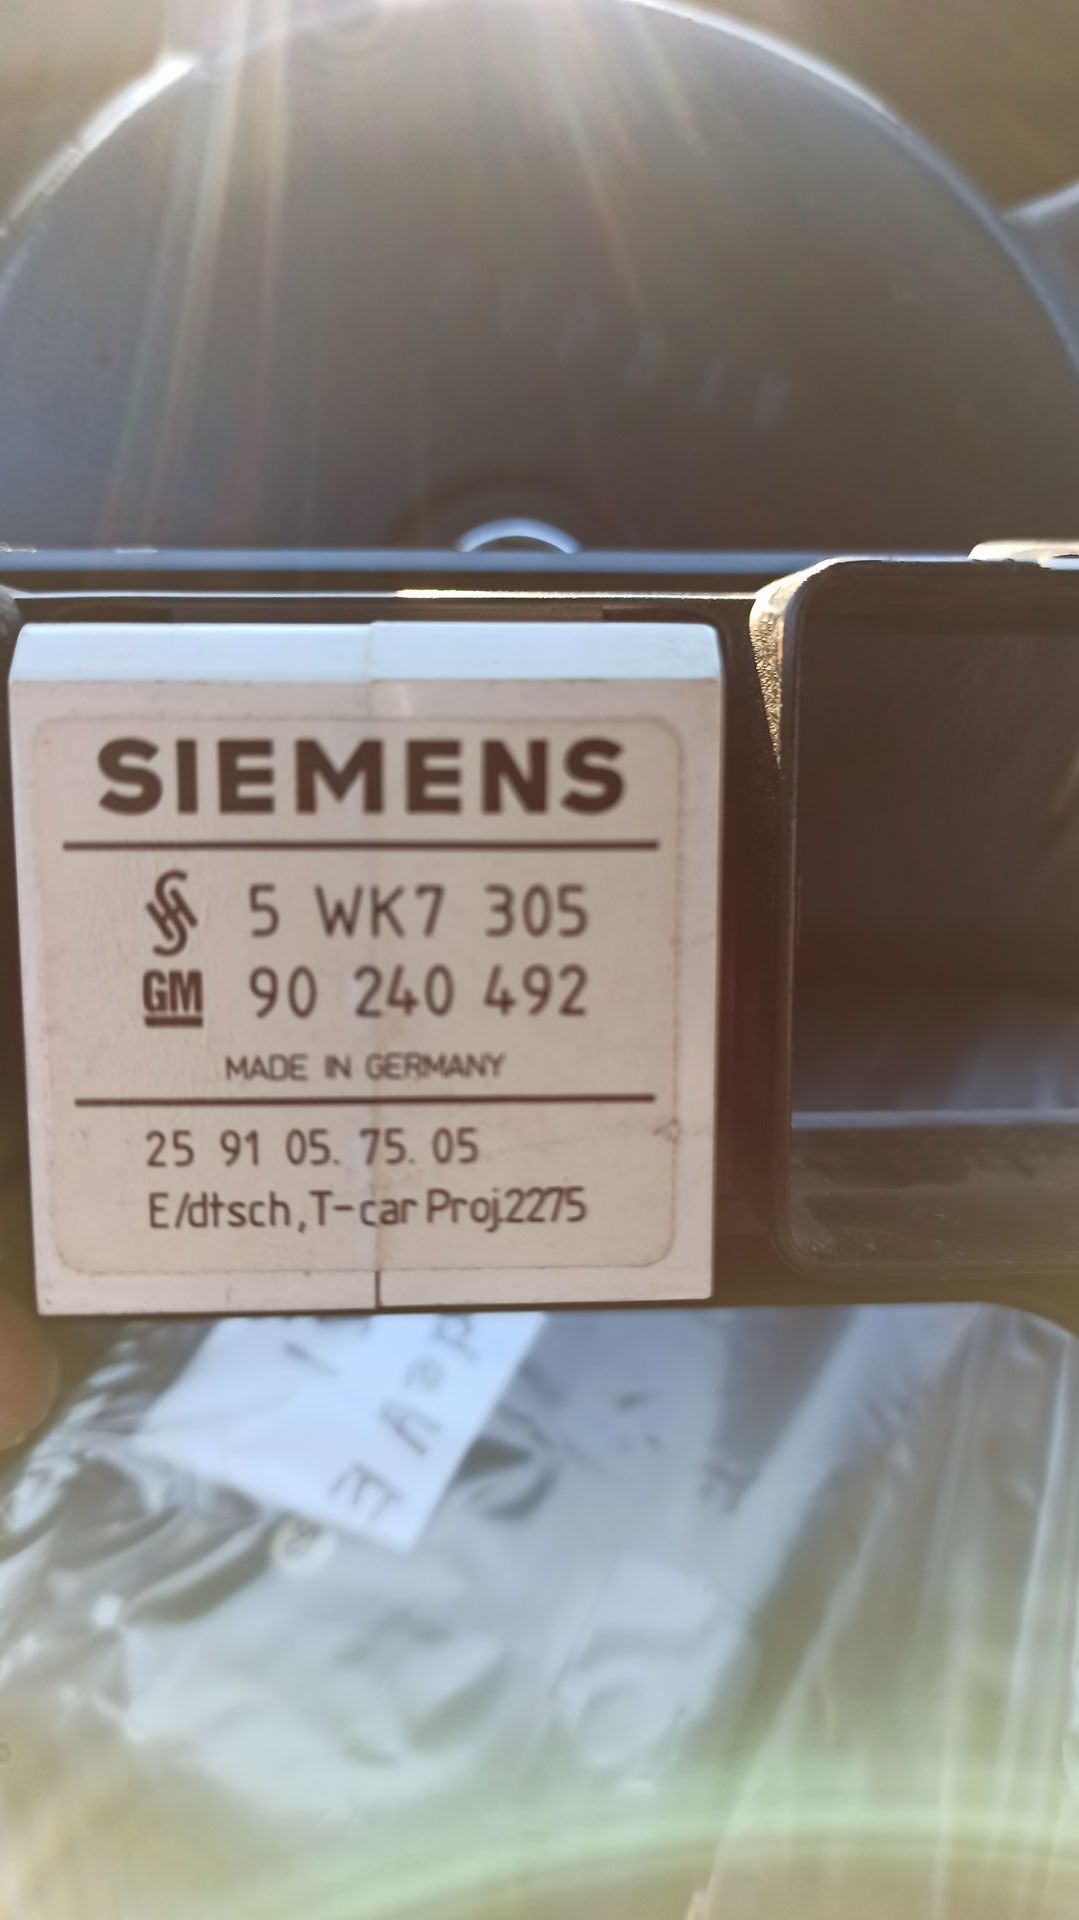 SIEMENS
5 WK7 305
GM 90 240 492
MADE IN GERMANY
25 91 05. 75. 05
E/dtsch, T-car Proj.2275